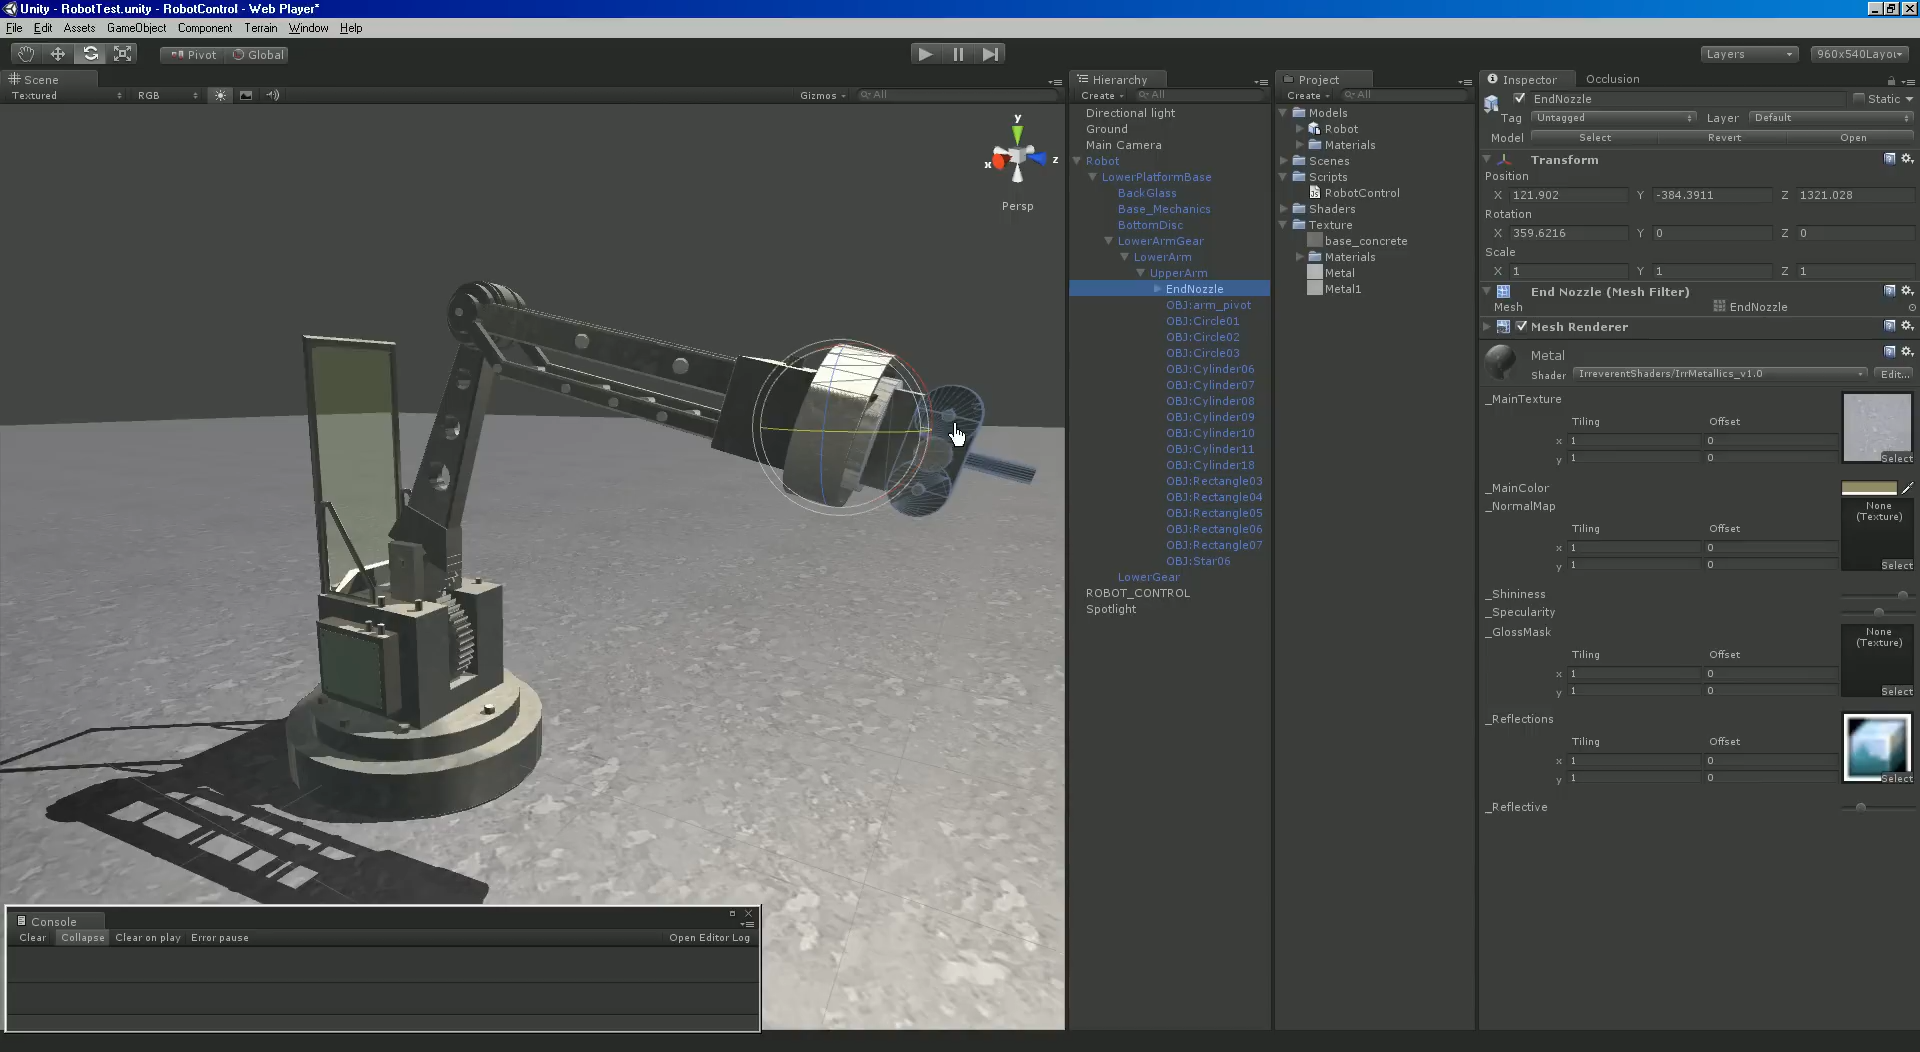 Unity - RobotTest.unity - RobotControl - Web Player*
File Edit Assets GameObject Component Terrain Window Help
Pivot Global Layers 960x540Layou
Scene
Textured RGB Gizmos All
y
x z
Persp
Hierarchy
Create All
Directional light
Ground
Main Camera
Robot
LowerPlatformBase
BackGlass
Base_Mechanics
BottomDisc
LowerArmGear
LowerArm
UpperArm
EndNozzle
OBJ:arm_pivot
OBJ:Circle01
OBJ:Circle02
OBJ:Circle03
OBJ:Cylinder06
OBJ:Cylinder07
OBJ:Cylinder08
OBJ:Cylinder09
OBJ:Cylinder10
OBJ:Cylinder11
OBJ:Cylinder18
OBJ:Rectangle03
OBJ:Rectangle04
OBJ:Rectangle05
OBJ:Rectangle06
OBJ:Rectangle07
OBJ:Star06
LowerGear
ROBOT_CONTROL
Spotlight
Project
Create All
Models
Robot
Materials
Scenes
Scripts
RobotControl
Shaders
Texture
base_concrete
Materials
Metal
Metal1
Inspector Occlusion
EndNozzle Static
Tag Untagged Layer Default
Model Select Revert Open
Transform
Position
X 121.902 Y -384.3911 Z 1321.028
Rotation
X 359.6216 Y 0 Z 0
Scale
X 1 Y 1 Z 1
End Nozzle (Mesh Filter)
Mesh EndNozzle
Mesh Renderer
Metal
Shader IrreverentShaders/IrrMetallics_v1.0 Edit...
_MainTexture
Tiling Offset
x 1 0
y 1 0
Select
_MainColor
_NormalMap
None
(Texture)
Tiling Offset
x 1 0
y 1 0
Select
_Shininess
_Specularity
_GlossMask
None
(Texture)
Tiling Offset
x 1 0
y 1 0
Select
_Reflections
Tiling Offset
x 1 0
y 1 0
Select
_Reflective
Console
Clear Collapse Clear on play Error pause Open Editor Log